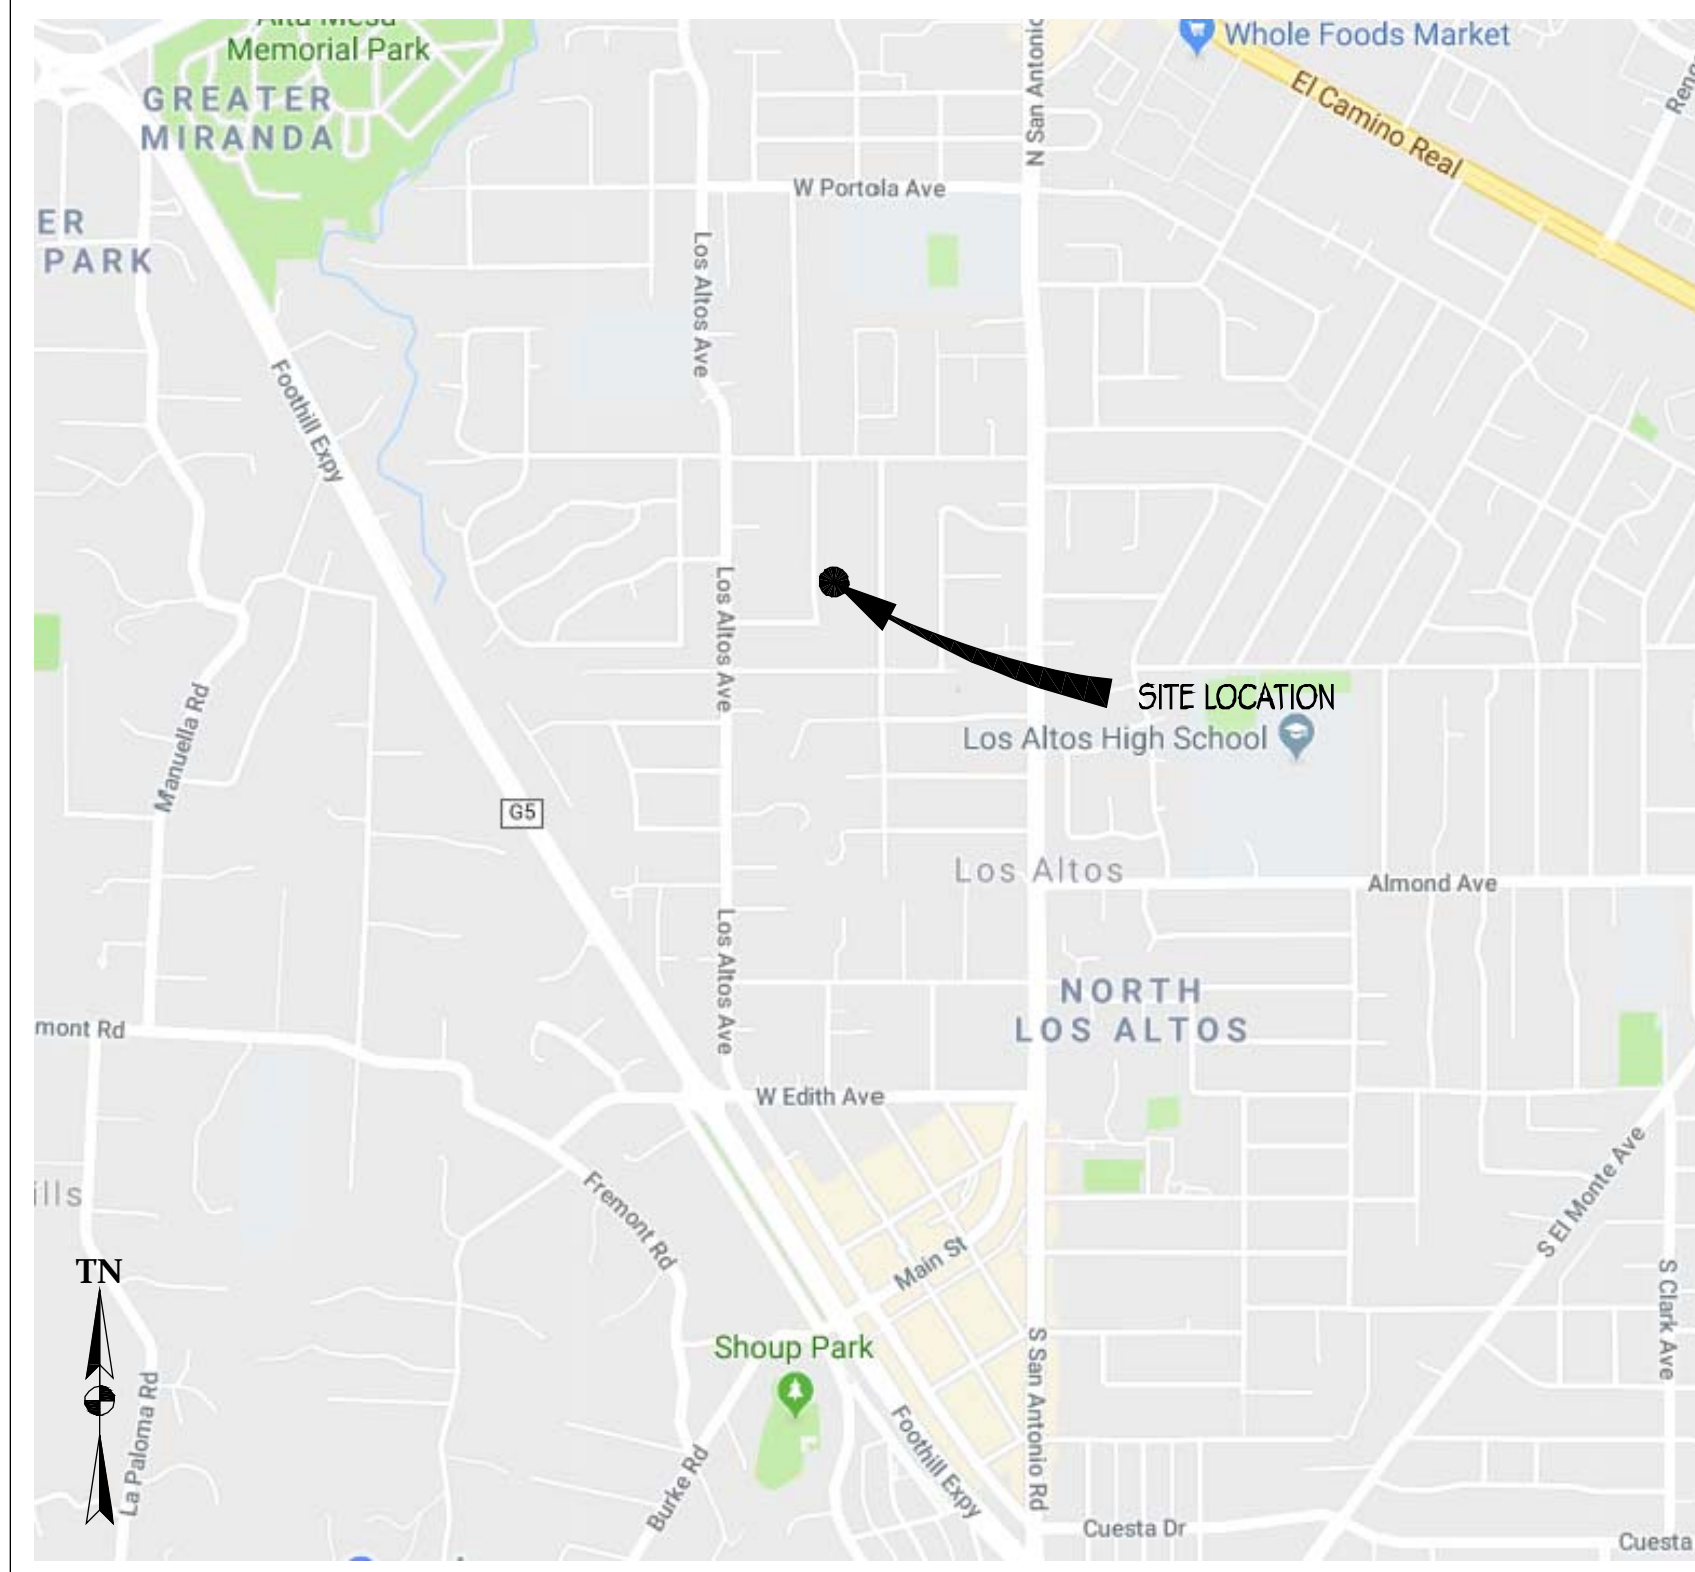 Alta Mesa
Memorial Park
Whole Foods Market
N San Antonio
El Camino Real
GREATER
MIRANDA
W Portola Ave
ER
PARK
Los Altos Ave
Foothill Expy
Los Altos Ave
SITE LOCATION
Los Altos High School
Manuella Rd
G5
Los Altos
Almond Ave
Los Altos Ave
NORTH
LOS ALTOS
mont Rd
W Edith Ave
Fremont Rd
S El Monte Ave
ills
Main St
TN
S Clark Ave
Shoup Park
S San Antonio Rd
La Paloma Rd
Burke Rd
Foothill Expy
Cuesta Dr
Cuesta